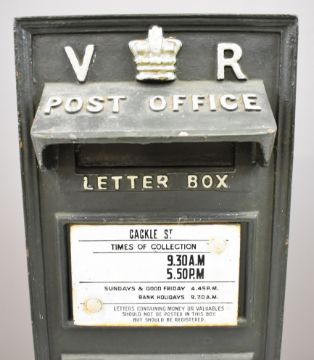 V R
POST OFFICE
LETTER BOX
CACKLE ST
TIMES OF COLLECTION
9.30 A.M
5.50 P.M
SUNDAYS & GOOD FRIDAY 4.45 P.M.
BANK HOLIDAYS 9.30 A.M.
LETTERS CONTAINING MONEY OR VALUABLES
SHOULD NOT BE POSTED IN THIS BOX
BUT SHOULD BE REGISTERED.